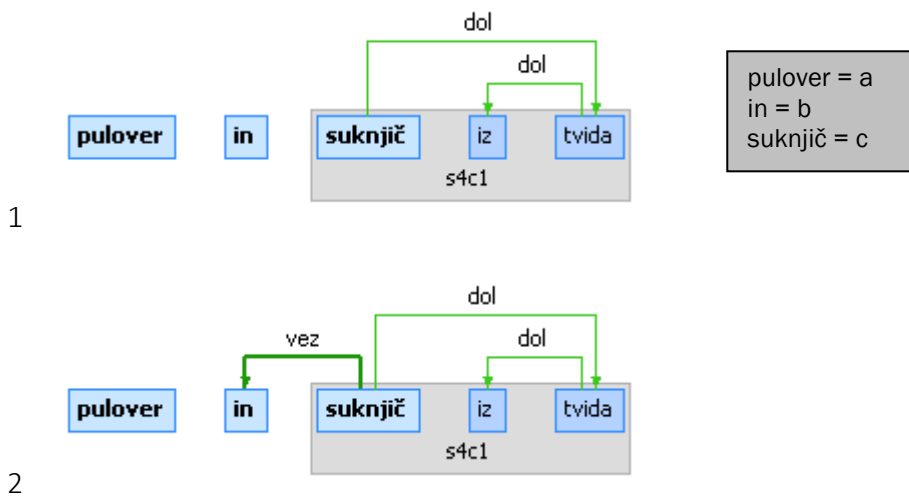 dol
dol
pulover in suknjič iz tvida
s4c1
pulover = a
in = b
suknjič = c
1
dol
vez dol
pulover in suknjič iz tvida
s4c1
2